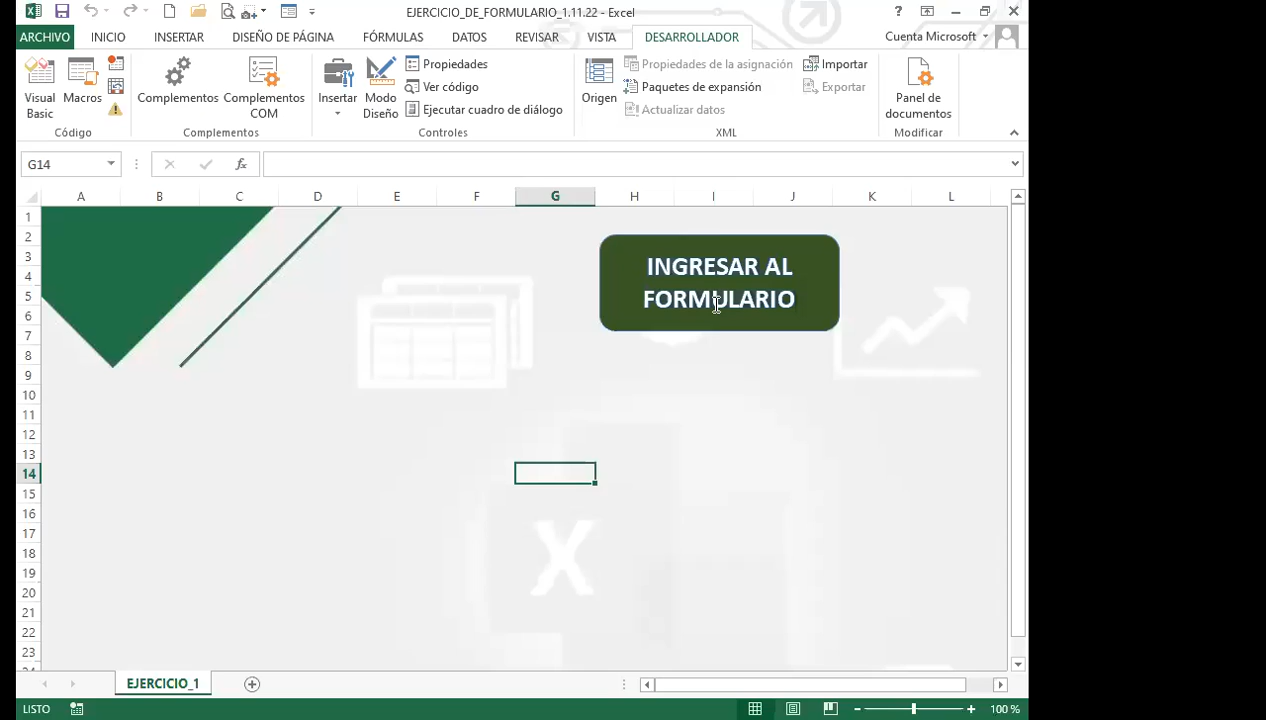 EJERCICIO_DE_FORMULARIO_1.11.22 - Excel
?
ARCHIVO INICIO INSERTAR DISEÑO DE PÁGINA FÓRMULAS DATOS REVISAR VISTA DESARROLLADOR Cuenta Microsoft
Visual Basic
Macros
Código
Complementos
Complementos COM
Complementos
Insertar
Modo Diseño
Propiedades
Ver código
Ejecutar cuadro de diálogo
Controles
Origen
Propiedades de la asignación
Paquetes de expansión
Actualizar datos
Importar
Exportar
XML
Panel de documentos
Modificar
G14
fx
A B C D E F G H I J K L
1
2
3
4
5
6
7
8
9
10
11
12
13
14
15
16
17
18
19
20
21
22
23
INGRESAR AL
FORMULARIO
X
EJERCICIO_1
LISTO
100 %